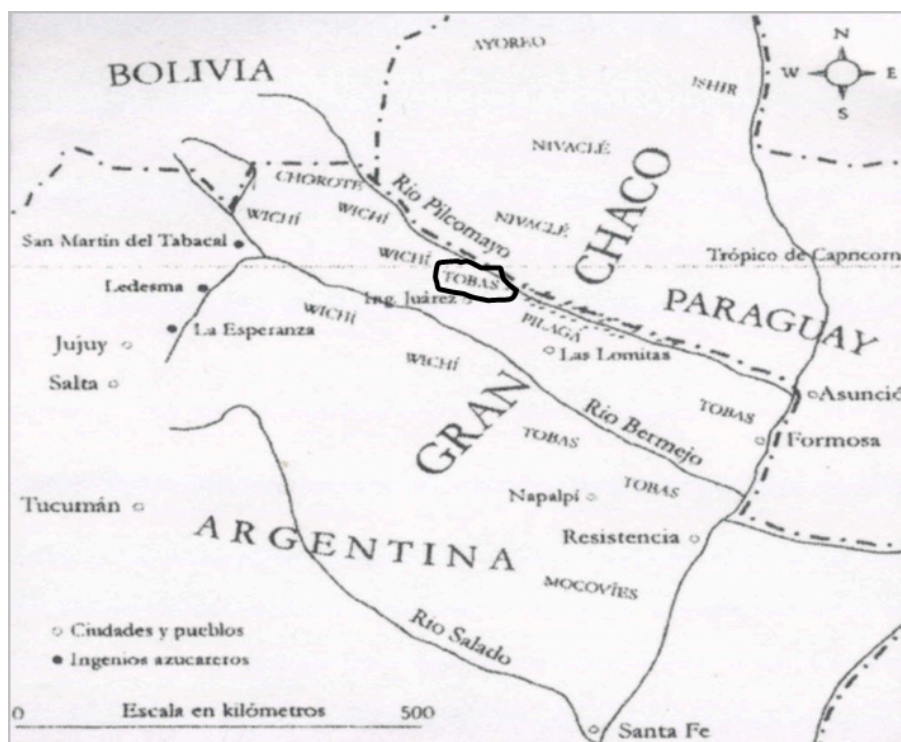 BOLIVIA
AYOREO
ISHIR
N
W E
S
NIVACLÉ
CHOROTE
WICHÍ
WICHÍ
Río Pilcomayo
NIVACLÉ
CHACO
San Martín del Tabacal
WICHÍ
Trópico de Capricorn
TOBAS
Ledesma
Ing. Juárez
WICHÍ
PARAGUAY
La Esperanza
PILAGÁ
Jujuy
Las Lomitas
WICHÍ
Salta
Asunció
GRAN
TOBAS
Río Bermejo
Formosa
TOBAS
TOBAS
Napalpí
Tucumán
ARGENTINA
Resistencia
MOCOVÍES
Río Salado
Ciudades y pueblos
Ingenios azucareros
0 Escala en kilómetros 500
Santa Fe